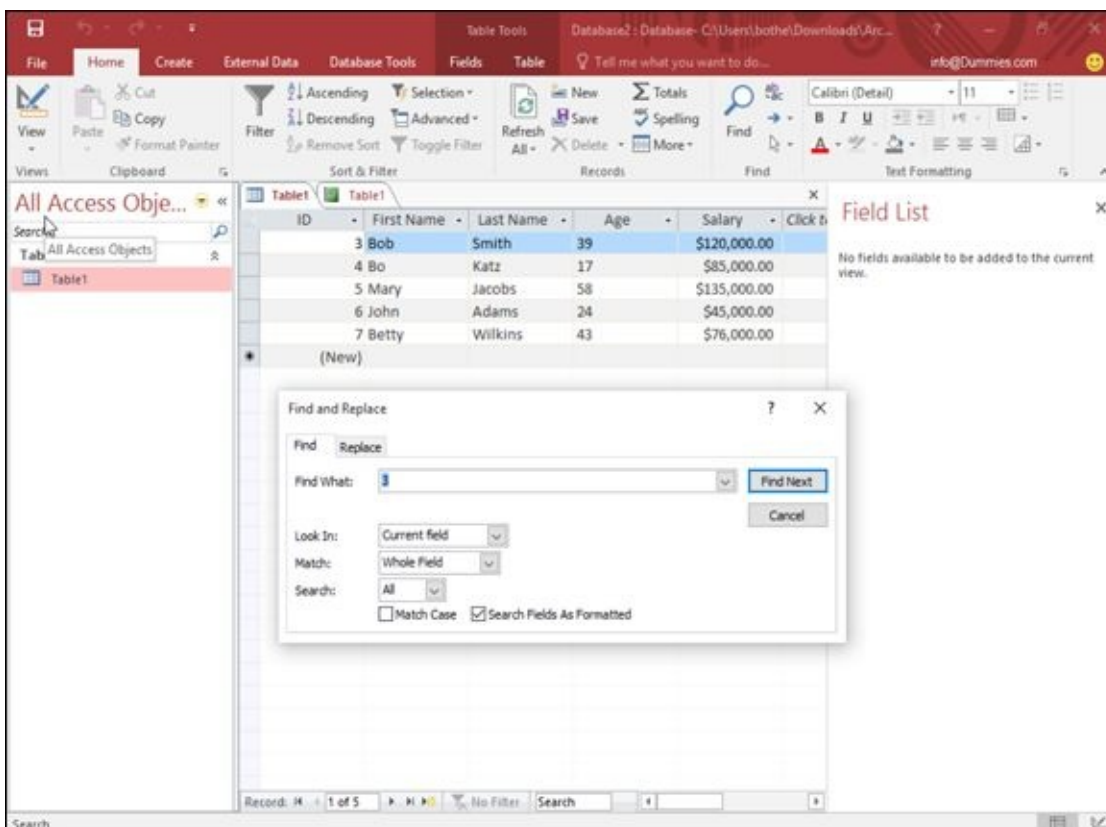 Table Tools Database2 : Database- C:\Users\bothe\Downloads\Arc... ?
File Home Create External Data Database Tools Fields Table Tell me what you want to do... info@Dummies.com
Cut Ascending Selection New Totals Calibri (Detail) 11
Copy Descending Advanced Save Spelling B I U
View Paste Format Painter Filter Remove Sort Toggle Filter Refresh All Delete More Find A
Views Clipboard Sort & Filter Records Find Text Formatting
All Access Obje... «
Search
All Access Objects
Tab
Table1
Table1 Table1
ID First Name Last Name Age Salary Click t
3 Bob Smith 39 $120,000.00
4 Bo Katz 17 $85,000.00
5 Mary Jacobs 58 $135,000.00
6 John Adams 24 $45,000.00
7 Betty Wilkins 43 $76,000.00
(New)
Field List
No fields available to be added to the current
view.
Find and Replace ?
Find Replace
Find What: 3 Find Next
Cancel
Look In: Current field
Match: Whole Field
Search: All
Match Case Search Fields As Formatted
Record: 1 of 5 No Filter Search
Search